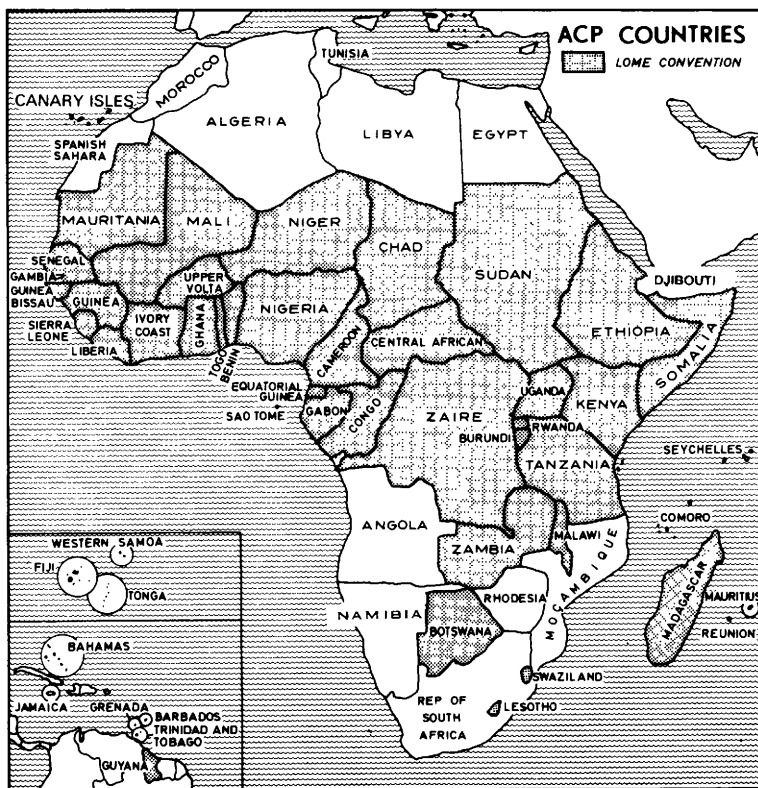 ACP COUNTRIES
LOME CONVENTION
TUNISIA
MOROCCO
CANARY ISLES
ALGERIA
LIBYA
EGYPT
SPANISH
SAHARA
MAURITANIA
MALI
NIGER
CHAD
SUDAN
SENEGAL
GAMBIA
GUINEA
BISSAU
GUINEA
UPPER
VOLTA
NIGERIA
DJIBOUTI
SIERRA
LEONE
IVORY
COAST
GHANA
ETHIOPIA
LIBERIA
TOGO
BENIN
CAMEROON
CENTRAL AFRICAN
SOMALIA
EQUATORIAL
GUINEA
SAO TOME
GABON
CONGO
ZAIRE
UGANDA
KENYA
RWANDA
BURUNDI
TANZANIA
SEYCHELLES
COMORO
ANGOLA
ZAMBIA
MALAWI
MOÇAMBIQUE
MADAGASCAR
MAURITIUS
REUNION
NAMIBIA
RHODESIA
BOTSWANA
SWAZILAND
REP OF
SOUTH
AFRICA
LESOTHO
WESTERN SAMOA
FIJI
TONGA
BAHAMAS
JAMAICA
GRENADA
BARBADOS
TRINIDAD AND
TOBAGO
GUYANA